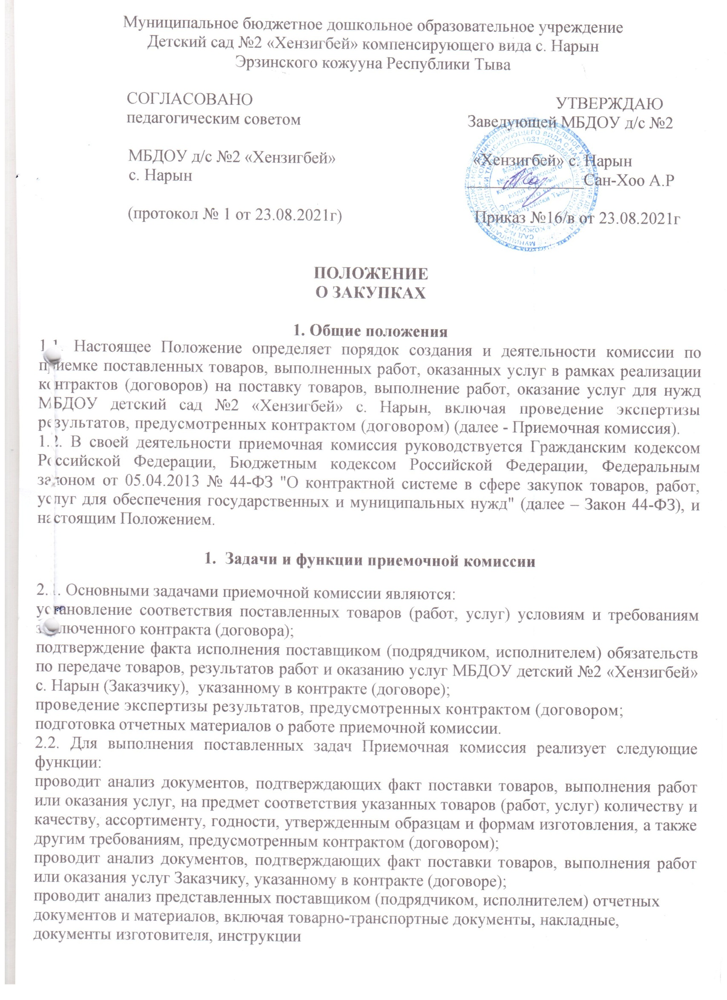 Муниципальное бюджетное дошкольное образовательное учреждение
Детский сад №2 «Хензигбей» компенсирующего вида с. Нарын
Эрзинского кожууна Республики Тыва
СОГЛАСОВАНО
педагогическим советом
МБДОУ д/с №2 «Хензигбей»
с. Нарын
(протокол № 1 от 23.08.2021г)
УТВЕРЖДАЮ
Заведующей МБДОУ д/с №2
«Хензигбей» с. Нарын
Сан-Хоо А.Р
Приказ №16/в от 23.08.2021г
ПОЛОЖЕНИЕ
О ЗАКУПКАХ
1. Общие положения
1.1. Настоящее Положение определяет порядок создания и деятельности комиссии по
приемке поставленных товаров, выполненных работ, оказанных услуг в рамках реализации
контрактов (договоров) на поставку товаров, выполнение работ, оказание услуг для нужд
МБДОУ детский сад №2 «Хензигбей» с. Нарын, включая проведение экспертизы
результатов, предусмотренных контрактом (договором) (далее - Приемочная комиссия).
1.2. В своей деятельности приемочная комиссия руководствуется Гражданским кодексом
Российской Федерации, Бюджетным кодексом Российской Федерации, Федеральным
законом от 05.04.2013 № 44-ФЗ "О контрактной системе в сфере закупок товаров, работ,
услуг для обеспечения государственных и муниципальных нужд" (далее – Закон 44-ФЗ), и
настоящим Положением.
1. Задачи и функции приемочной комиссии
2.1. Основными задачами приемочной комиссии являются:
установление соответствия поставленных товаров (работ, услуг) условиям и требованиям
заключенного контракта (договора);
подтверждение факта исполнения поставщиком (подрядчиком, исполнителем) обязательств
по передаче товаров, результатов работ и оказанию услуг МБДОУ детский №2 «Хензигбей»
с. Нарын (Заказчику), указанному в контракте (договоре);
проведение экспертизы результатов, предусмотренных контрактом (договором;
подготовка отчетных материалов о работе приемочной комиссии.
2.2. Для выполнения поставленных задач Приемочная комиссия реализует следующие
функции:
проводит анализ документов, подтверждающих факт поставки товаров, выполнения работ
или оказания услуг, на предмет соответствия указанных товаров (работ, услуг) количеству и
качеству, ассортименту, годности, утвержденным образцам и формам изготовления, а также
другим требованиям, предусмотренным контрактом (договором);
проводит анализ документов, подтверждающих факт поставки товаров, выполнения работ
или оказания услуг Заказчику, указанному в контракте (договоре);
проводит анализ представленных поставщиком (подрядчиком, исполнителем) отчетных
документов и материалов, включая товарно-транспортные документы, накладные,
документы изготовителя, инструкции